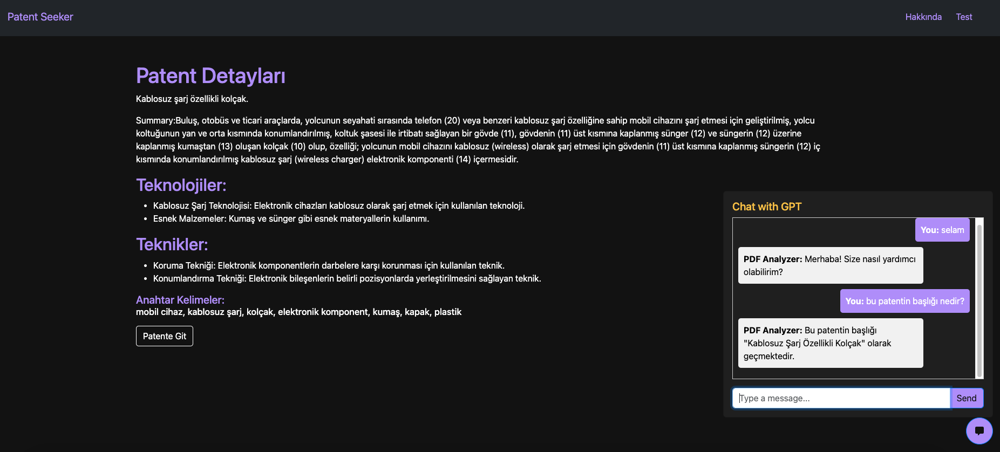 Patent Seeker
Hakkında Test
Patent Detayları
Kablosuz şarj özellikli kolçak.
Summary:Buluş, otobüs ve ticari araçlarda, yolcunun seyahati sırasında telefon (20) veya benzeri kablosuz şarj özelliğine sahip mobil cihazını şarj etmesi için geliştirilmiş, yolcu
koltuğunun yan ve orta kısmında konumlandırılmış, koltuk şasesi ile irtibatı sağlayan bir gövde (11), gövdenin (11) üst kısmına kaplanmış sünger (12) ve süngerin (12) üzerine
kaplanmış kumaştan (13) oluşan kolçak (10) olup, özelliği; yolcunun mobil cihazını kablosuz (wireless) olarak şarj etmesi için gövdenin (11) üst kısmına kaplanmış süngerin (12) iç
kısmında konumlandırılmış kablosuz şarj (wireless charger) elektronik komponenti (14) içermesidir.
Teknolojiler:
• Kablosuz Şarj Teknolojisi: Elektronik cihazları kablosuz olarak şarj etmek için kullanılan teknoloji.
• Esnek Malzemeler: Kumaş ve sünger gibi esnek materyallerin kullanımı.
Teknikler:
• Koruma Tekniği: Elektronik komponentlerin darbelere karşı korunması için kullanılan teknik.
• Konumlandırma Tekniği: Elektronik bileşenlerin belirli pozisyonlarda yerleştirilmesini sağlayan teknik.
Anahtar Kelimeler:
mobil cihaz, kablosuz şarj, kolçak, elektronik komponent, kumaş, kapak, plastik
Patente Git
Chat with GPT
You: selam
PDF Analyzer: Merhaba! Size nasıl yardımcı
olabilirim?
You: bu patentin başlığı nedir?
PDF Analyzer: Bu patentin başlığı
"Kablosuz Şarj Özellikli Kolçak" olarak
geçmektedir.
Type a message...
Send